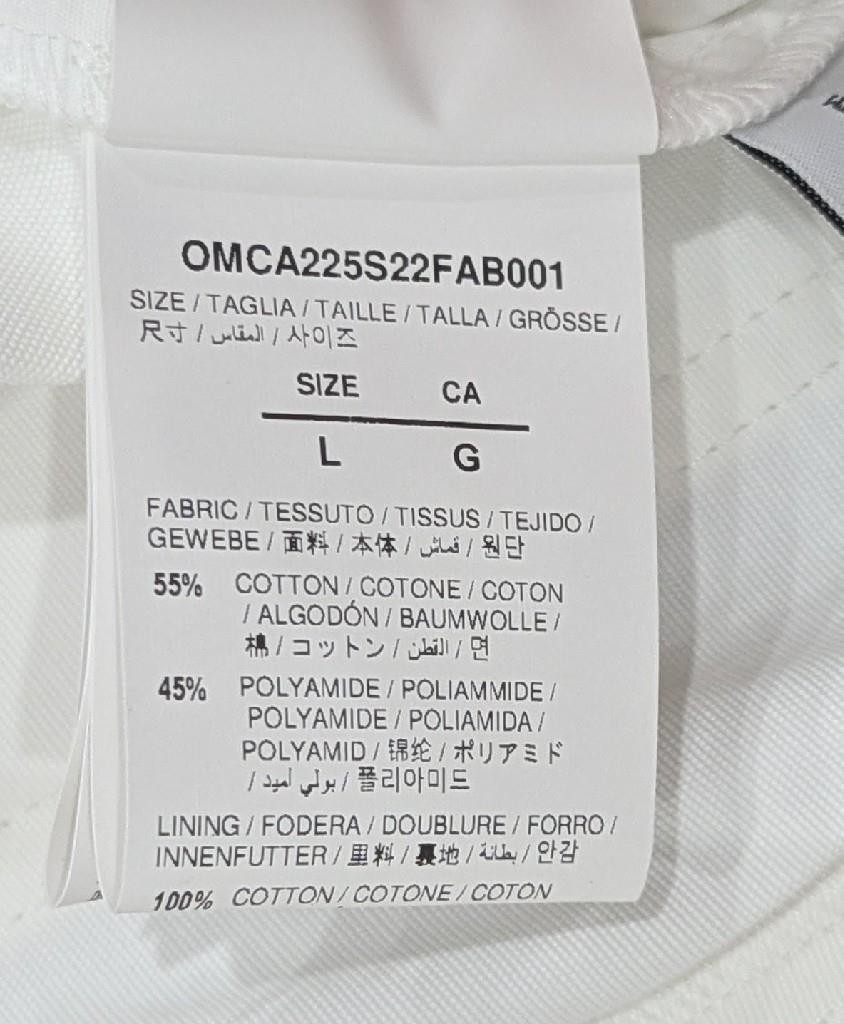 OMCA225S22FAB001
SIZE / TAGLIA / TAILLE / TALLA / GRÖSSE /
尺寸 / المقاس / 사이즈
SIZE CA
L G
FABRIC / TESSUTO / TISSUS / TEJIDO /
GEWEBE / 面料 / 本体 / قماش / 원단
55% COTTON / COTONE / COTON
/ ALGODÓN / BAUMWOLLE /
棉 / コットン / القطن / 면
45% POLYAMIDE / POLIAMMIDE /
POLYAMIDE / POLIAMIDA /
POLYAMID / 锦纶 / ポリアミド
/ بولي أميد / 폴리아미드
LINING / FODERA / DOUBLURE / FORRO /
INNENFUTTER / 里料 / 裏地 / بطانة / 안감
100% COTTON / COTONE / COTON